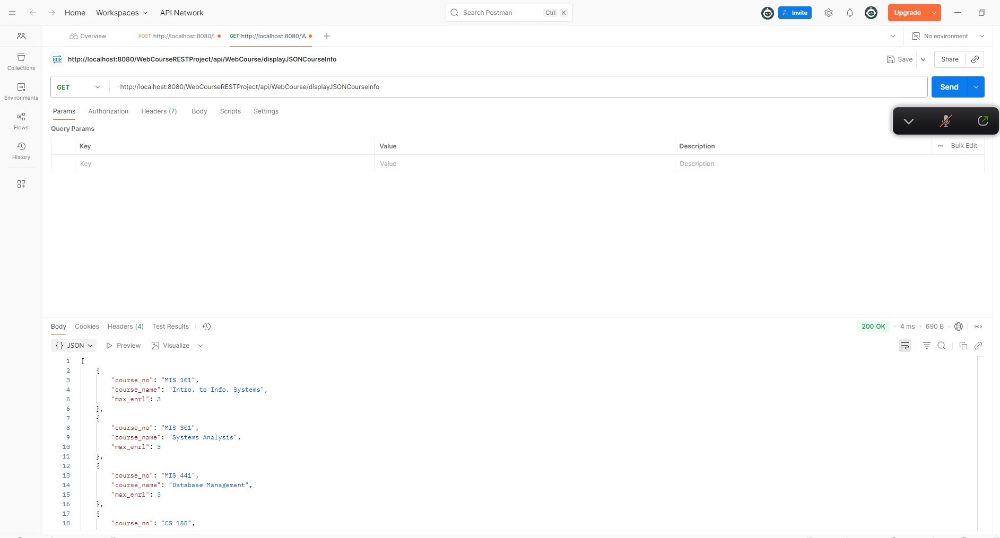 Home Workspaces API Network Search Postman Ctrl K Invite Upgrade
Overview POST http://localhost:8080/ GET http://localhost:8080/W No environment
Collections
Environments
Flows
History
HTTP http://localhost:8080/WebCourseRESTProject/api/WebCourse/displayJSONCourseInfo Save Share
GET http://localhost:8080/WebCourseRESTProject/api/WebCourse/displayJSONCourseInfo Send
Params Authorization Headers (7) Body Scripts Settings
Query Params
Key Value Description ••• Bulk Edit
Key Value Description
Body Cookies Headers (4) Test Results 200 OK • 4 ms • 690 B •
{} JSON Preview Visualize
1 [
2 {
3 "course_no": "MIS 101",
4 "course_name": "Intro. to Info. Systems",
5 "max_enrl": 3
6 },
7 {
8 "course_no": "MIS 301",
9 "course_name": "Systems Analysis",
10 "max_enrl": 3
11 },
12 {
13 "course_no": "MIS 441",
14 "course_name": "Database Management",
15 "max_enrl": 3
16 },
17 {
18 "course_no": "CS 155",